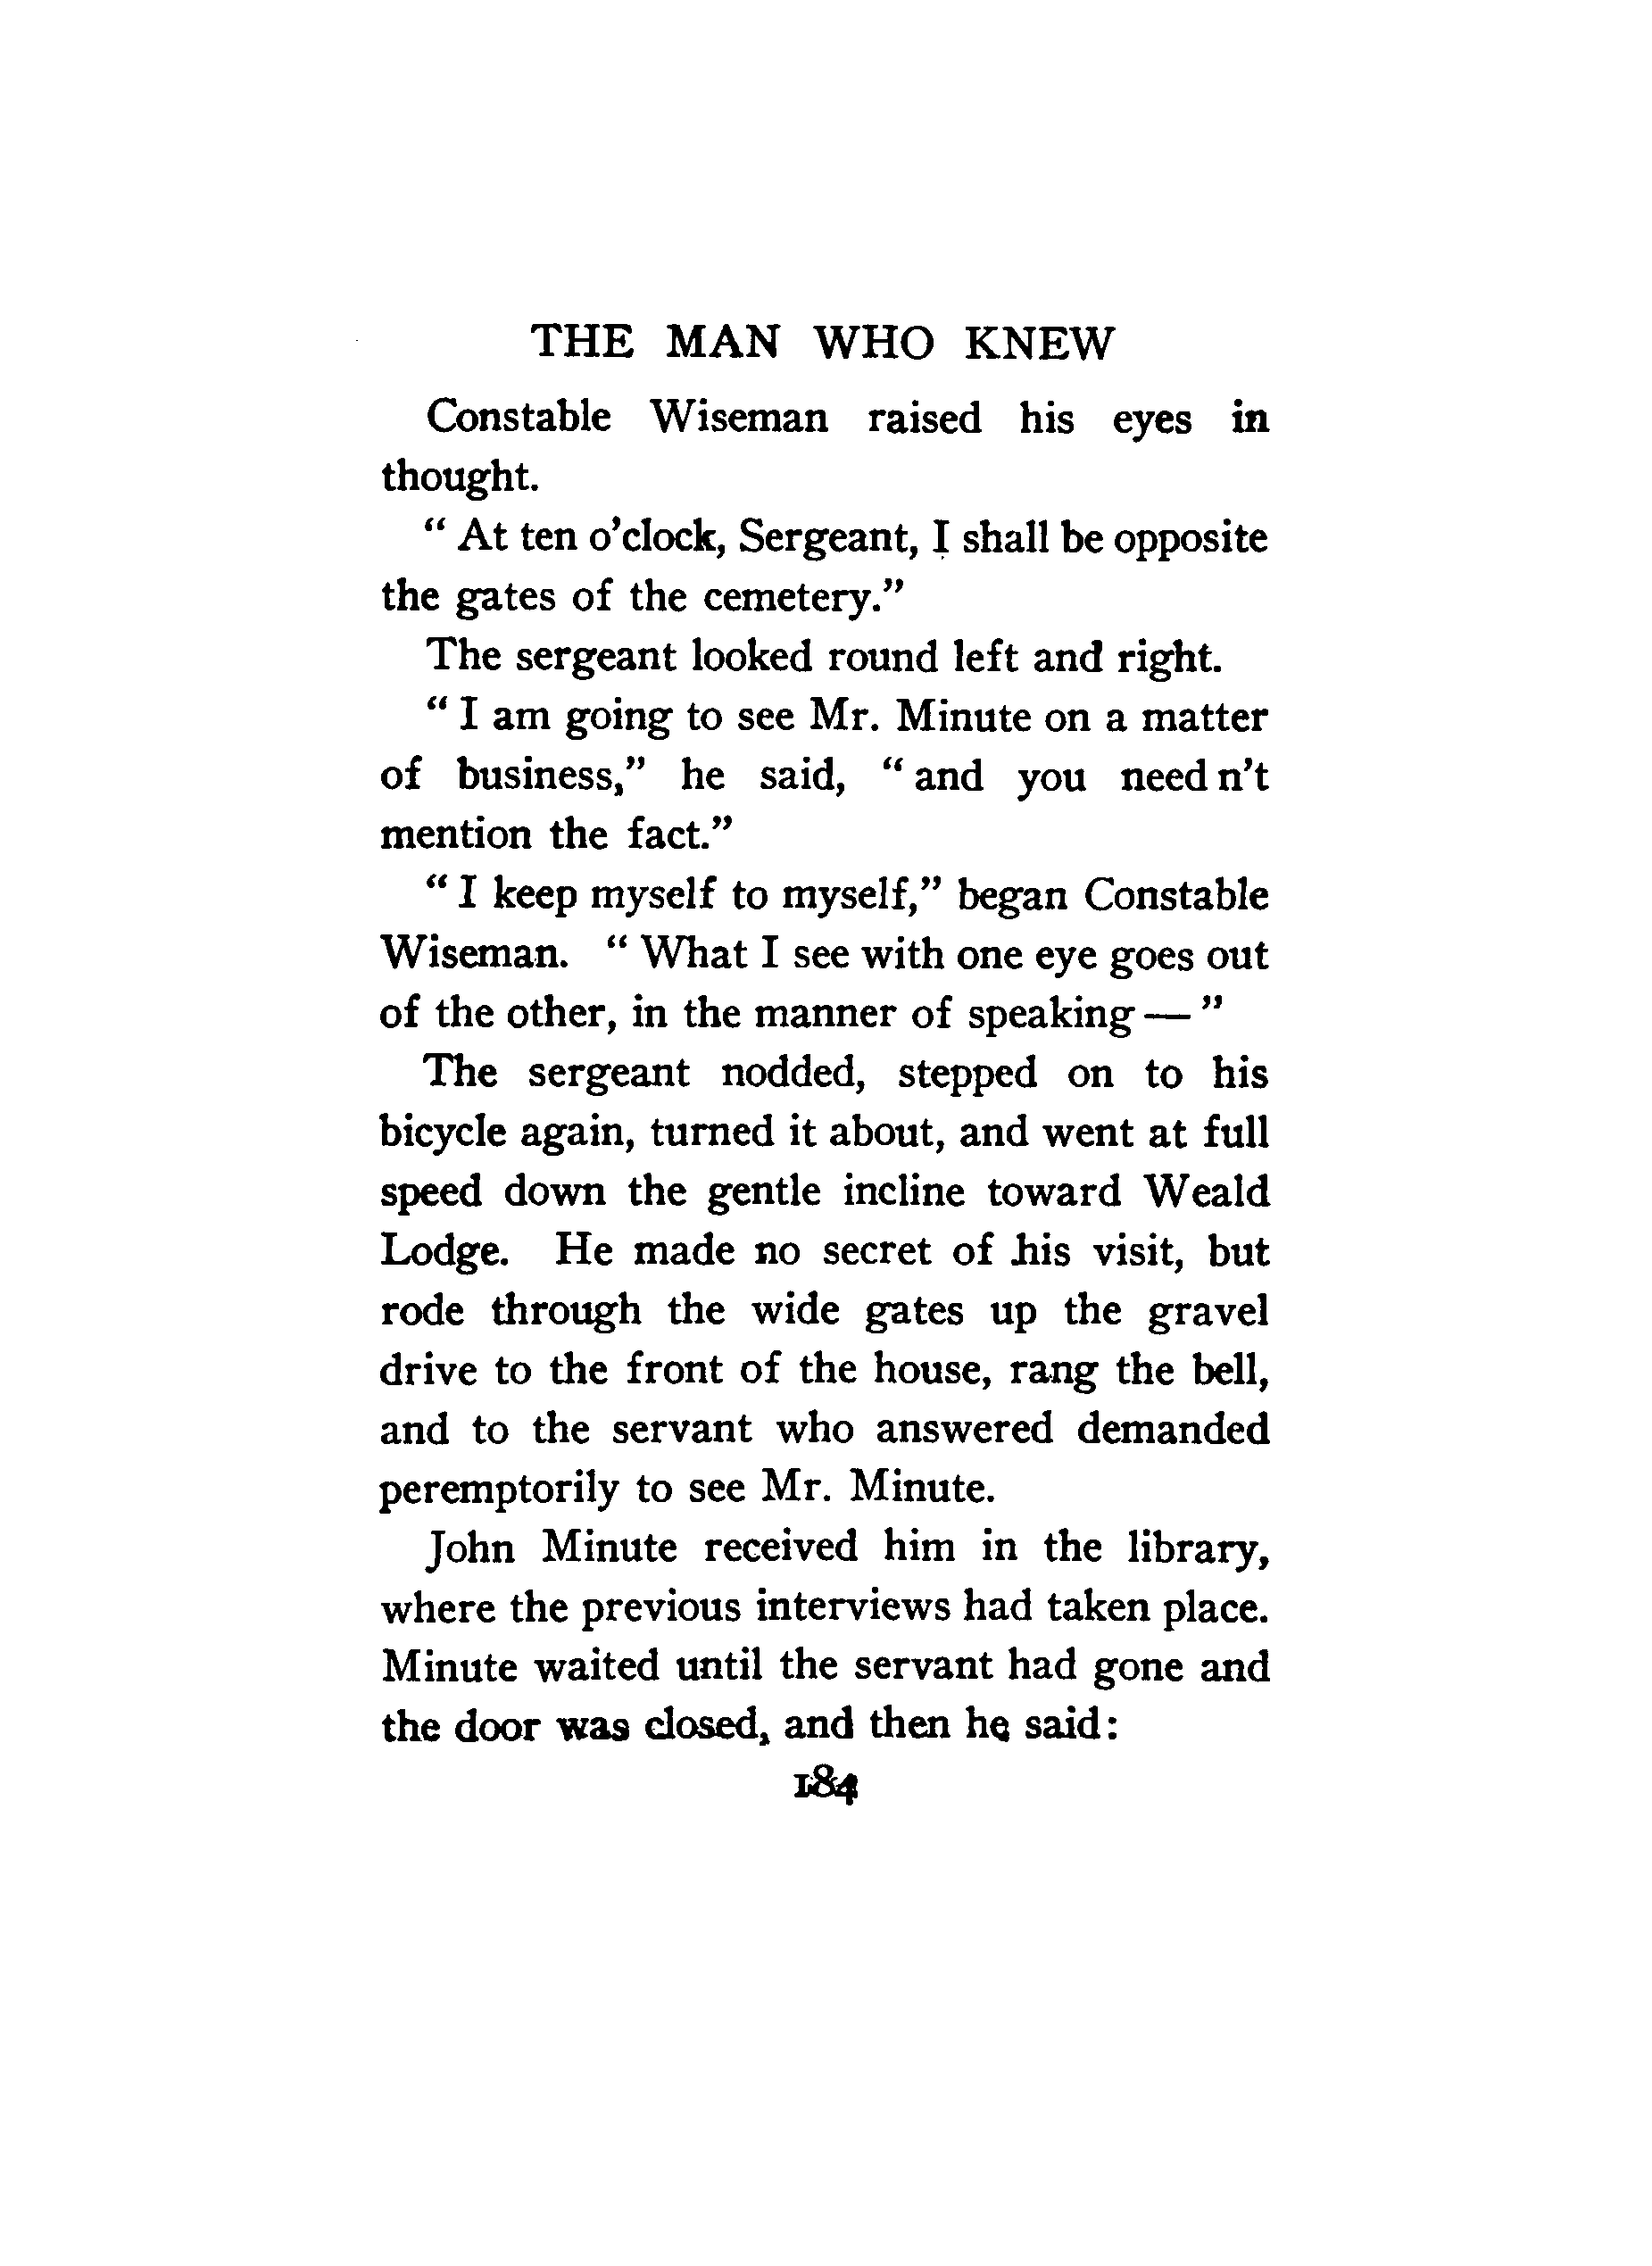 THE MAN WHO KNEW
Constable Wiseman raised his eyes in
thought.
" At ten o'clock, Sergeant, I shall be opposite
the gates of the cemetery."
The sergeant looked round left and right.
" I am going to see Mr. Minute on a matter
of business," he said, " and you need n't
mention the fact."
" I keep myself to myself," began Constable
Wiseman. " What I see with one eye goes out
of the other, in the manner of speaking — "
The sergeant nodded, stepped on to his
bicycle again, turned it about, and went at full
speed down the gentle incline toward Weald
Lodge. He made no secret of his visit, but
rode through the wide gates up the gravel
drive to the front of the house, rang the bell,
and to the servant who answered demanded
peremptorily to see Mr. Minute.
John Minute received him in the library,
where the previous interviews had taken place.
Minute waited until the servant had gone and
the door was closed, and then he said:
184